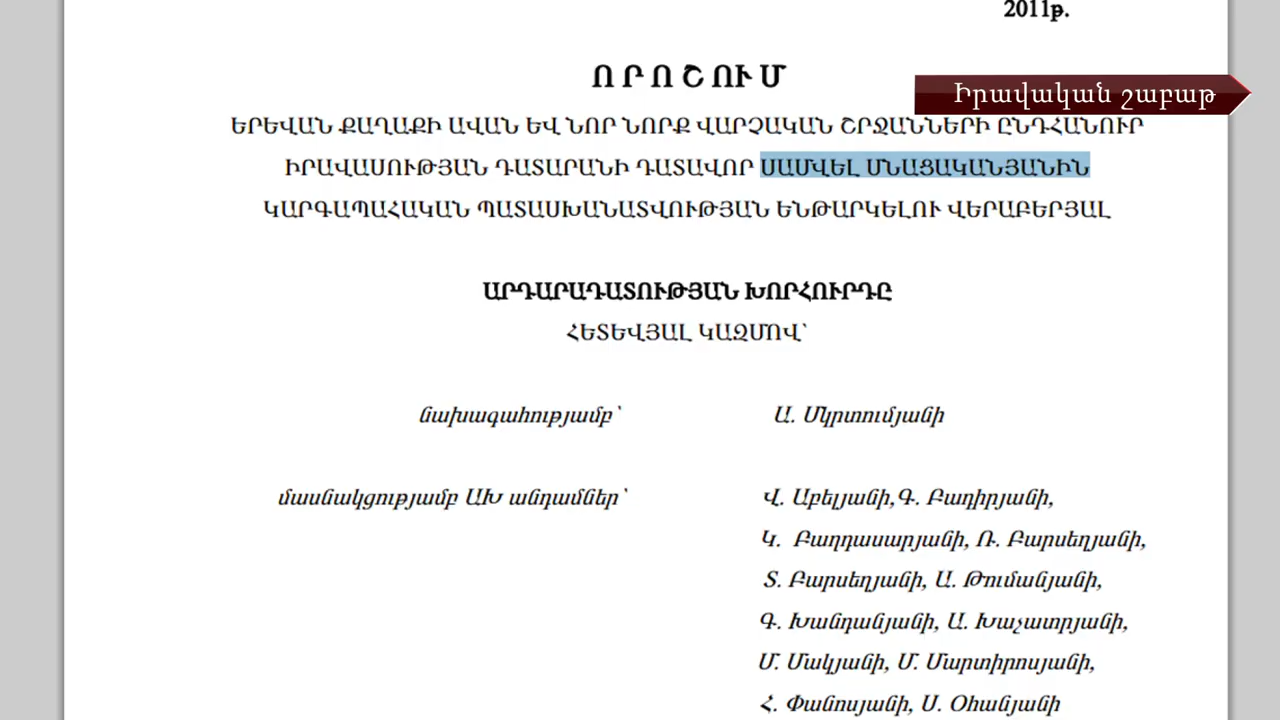 2011թ.
Ո Ր Ո Շ ՈՒ Մ
Իրավական շաբաթ
ԵՐԵՎԱՆ ՔԱՂԱՔԻ ԱՎԱՆ ԵՎ ՆՈՐ ՆՈՐՔ ՎԱՐՉԱԿԱՆ ՇՐՋԱՆՆԵՐԻ ԸՆԴՀԱՆՈՒՐ
ԻՐԱՎԱՍՈՒԹՅԱՆ ԴԱՏԱՐԱՆԻ ԴԱՏԱՎՈՐ ՍԱՄՎԵԼ ՄՆԱՑԱԿԱՆՅԱՆԻՆ
ԿԱՐԳԱՊԱՀԱԿԱՆ ՊԱՏԱՍԽԱՆԱՏՎՈՒԹՅԱՆ ԵՆԹԱՐԿԵԼՈՒ ՎԵՐԱԲԵՐՅԱԼ
ԱՐԴԱՐԱԴԱՏՈՒԹՅԱՆ ԽՈՐՀՈՒՐԴԸ
ՀԵՏԵՎՅԱԼ ԿԱԶՄՈՎ՝
նախագահությամբ՝ Ա. Մկրտումյանի
մասնակցությամբ ԱԽ անդամներ՝ Վ. Աբելյանի,Գ. Բադիրյանի,
Կ. Բաղդասարյանի, Ռ. Բարսեղյանի,
Տ. Բարսեղյանի, Ա. Թումանյանի,
Գ. Խանդանյանի, Ա. Խաչատրյանի,
Մ. Մակյանի, Մ. Մարտիրոսյանի,
Հ. Փանոսյանի, Ս. Օհանյանի